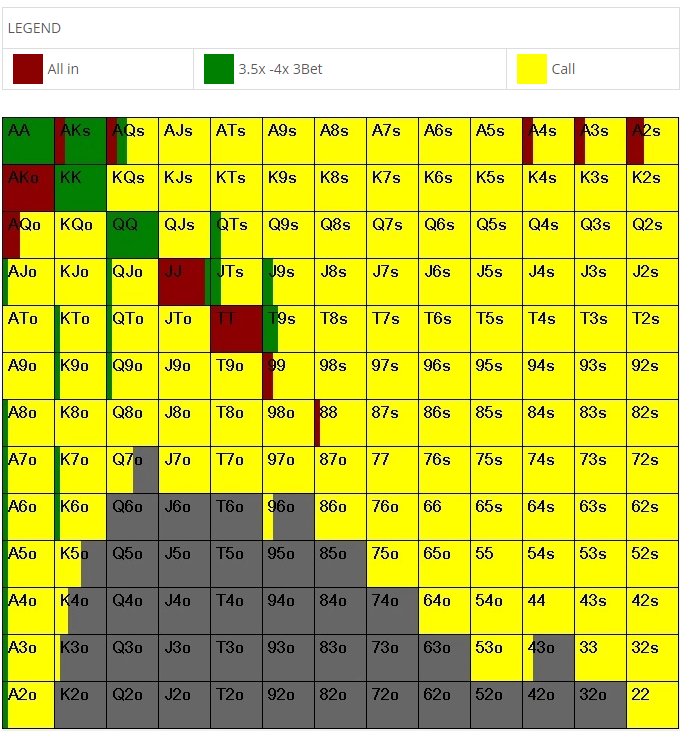 LEGEND
All in 3.5x -4x 3Bet Call
AA AKs AQs AJs ATs A9s A8s A7s A6s A5s A4s A3s A2s
AKo KK KQs KJs KTs K9s K8s K7s K6s K5s K4s K3s K2s
AQo KQo QQ QJs QTs Q9s Q8s Q7s Q6s Q5s Q4s Q3s Q2s
AJo KJo QJo JJ JTs J9s J8s J7s J6s J5s J4s J3s J2s
ATo KTo QTo JTo TT T9s T8s T7s T6s T5s T4s T3s T2s
A9o K9o Q9o J9o T9o 99 98s 97s 96s 95s 94s 93s 92s
A8o K8o Q8o J8o T8o 98o 88 87s 86s 85s 84s 83s 82s
A7o K7o Q7o J7o T7o 97o 87o 77 76s 75s 74s 73s 72s
A6o K6o Q6o J6o T6o 96o 86o 76o 66 65s 64s 63s 62s
A5o K5o Q5o J5o T5o 95o 85o 75o 65o 55 54s 53s 52s
A4o K4o Q4o J4o T4o 94o 84o 74o 64o 54o 44 43s 42s
A3o K3o Q3o J3o T3o 93o 83o 73o 63o 53o 43o 33 32s
A2o K2o Q2o J2o T2o 92o 82o 72o 62o 52o 42o 32o 22